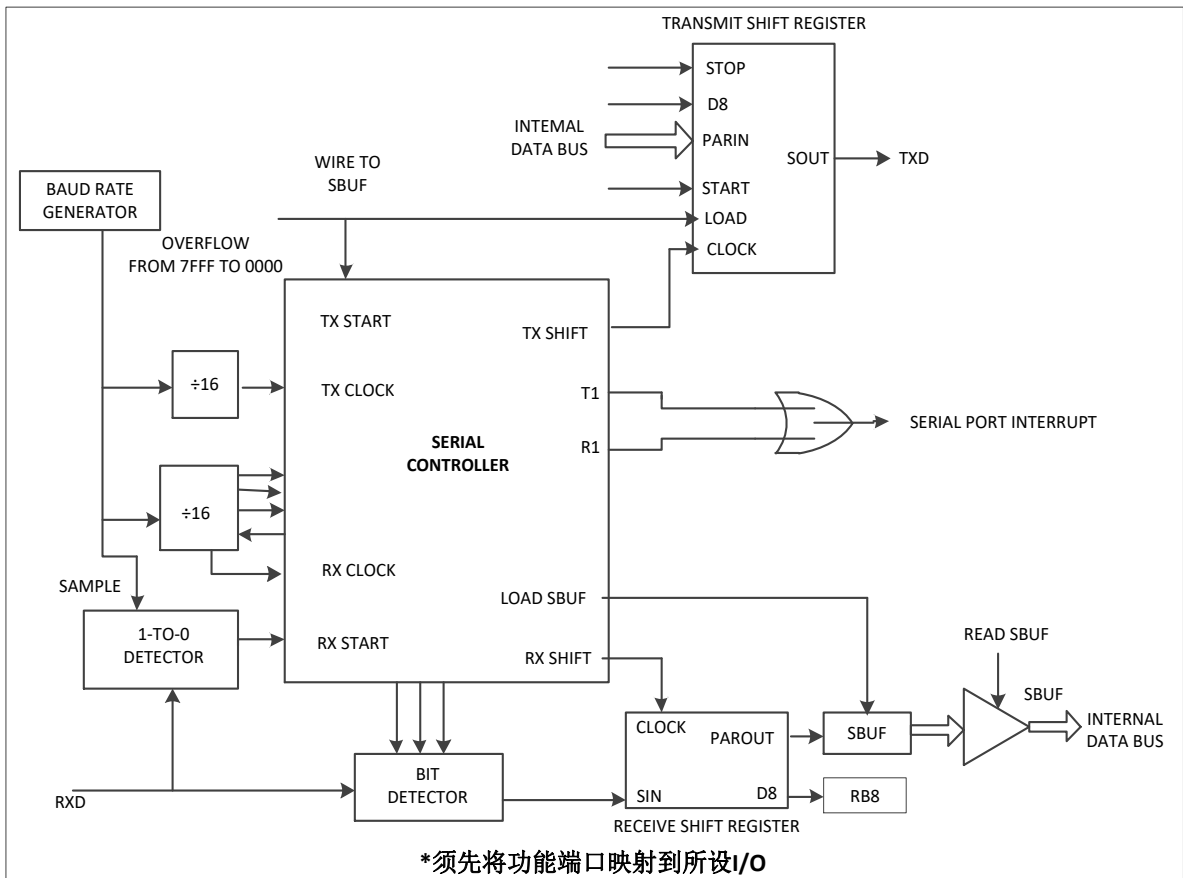 TRANSMIT SHIFT REGISTER
STOP
D8
INTEMAL
DATA BUS
PARIN
SOUT
TXD
START
LOAD
CLOCK
WIRE TO
SBUF
BAUD RATE
GENERATOR
OVERFLOW
FROM 7FFF TO 0000
TX START
TX SHIFT
÷16
TX CLOCK
T1
SERIAL PORT INTERRUPT
R1
SERIAL
CONTROLLER
÷16
RX CLOCK
SAMPLE
LOAD SBUF
1-TO-0
DETECTOR
RX START
RX SHIFT
READ SBUF
SBUF
CLOCK
PAROUT
SBUF
INTERNAL
DATA BUS
BIT
DETECTOR
RXD
SIN
D8
RB8
RECEIVE SHIFT REGISTER
*须先将功能端口映射到所设I/O